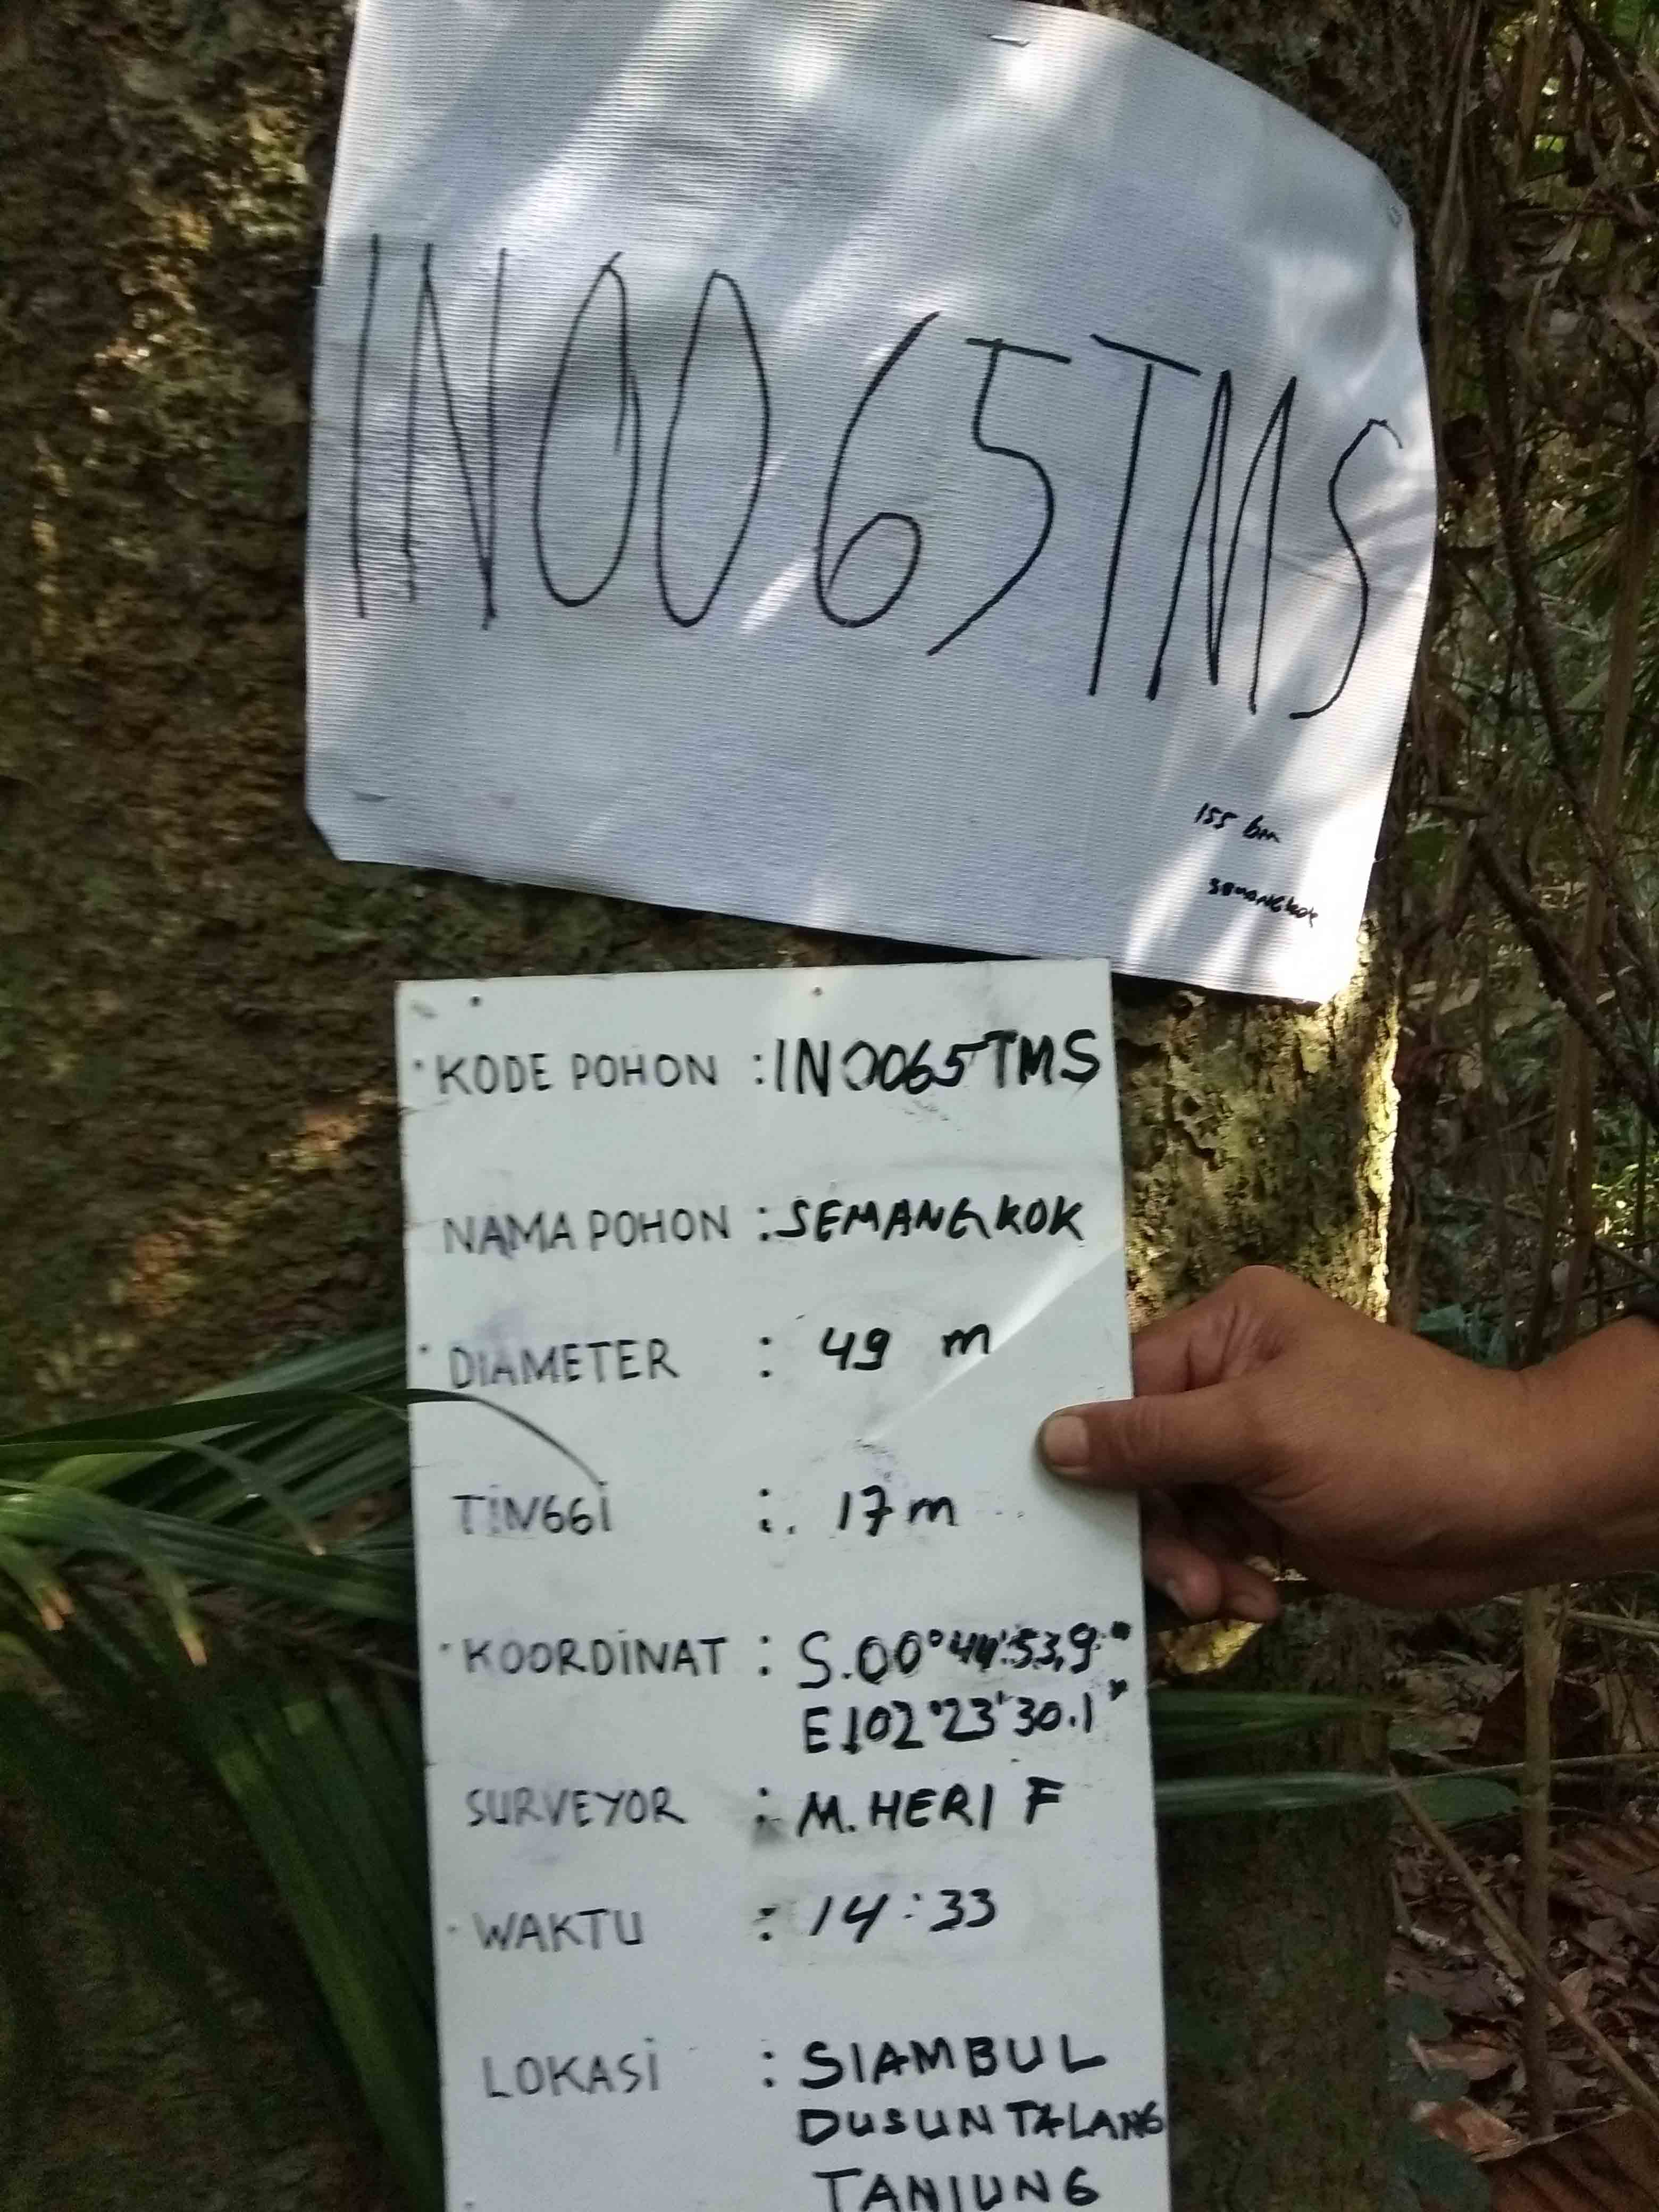 IN0065TMS
155 bm
SEMANGkok
KODE POHON : IN0065TMS
NAMA POHON : SEMANGKOK
DIAMETER : 49 m
TINGGI : 17 m
KOORDINAT : S.00°44'53,9"
E102°23'30.1"
SURVEYOR : M. HERI F
WAKTU : 14:33
LOKASI : SIAMBUL
DUSUN TALANG
TANJUNG